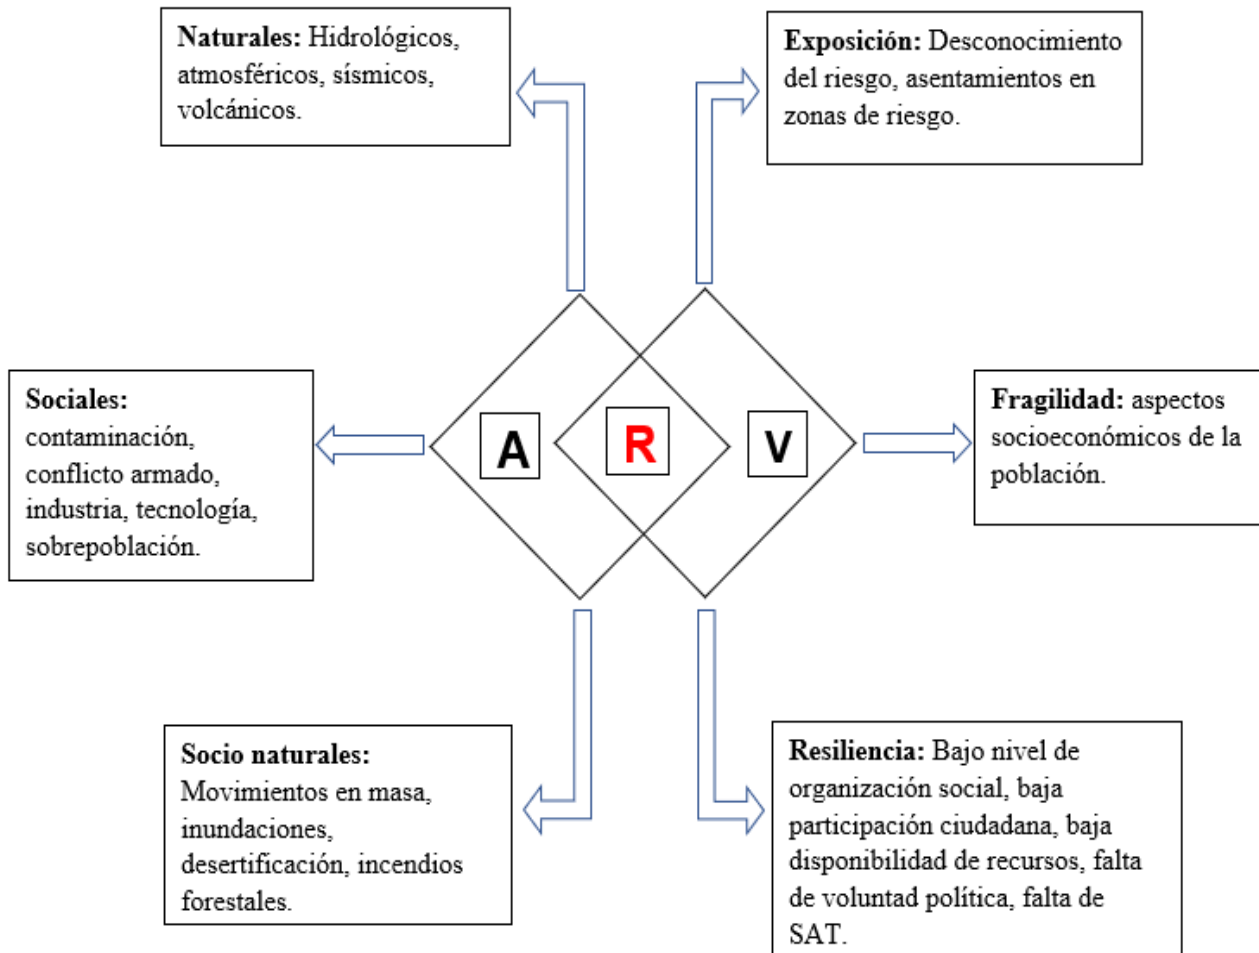 Naturales: Hidrológicos,
atmosféricos, sísmicos,
volcánicos.
Exposición: Desconocimiento
del riesgo, asentamientos en
zonas de riesgo.
Sociales:
contaminación,
conflicto armado,
industria, tecnología,
sobrepoblación.
A
R
V
Fragilidad: aspectos
socioeconómicos de la
población.
Socio naturales:
Movimientos en masa,
inundaciones,
desertificación, incendios
forestales.
Resiliencia: Bajo nivel de
organización social, baja
participación ciudadana, baja
disponibilidad de recursos, falta
de voluntad política, falta de
SAT.